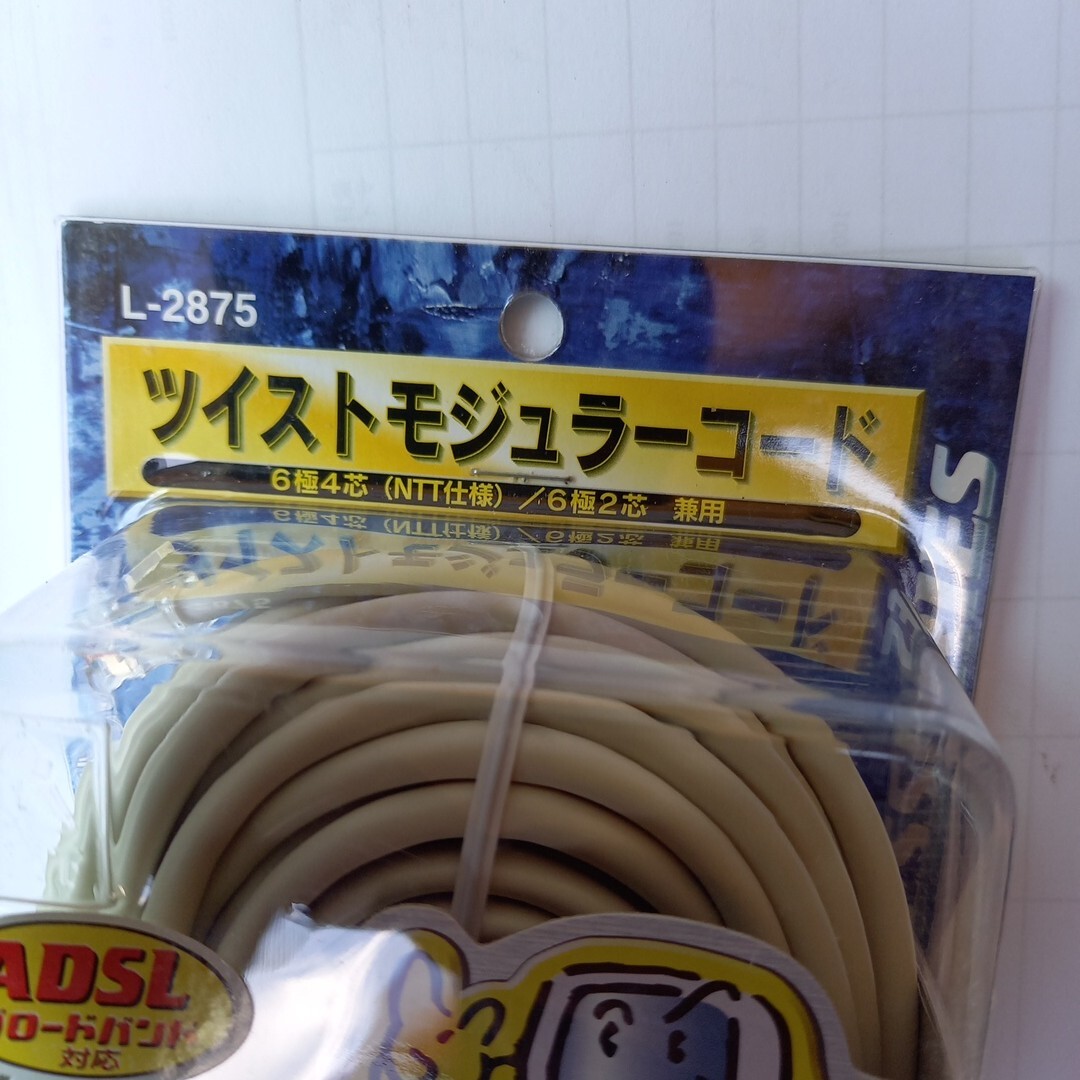 L-2875
ツイストモジュラーコード
6極4芯（NTT仕様）／6極2芯　兼用
ADSL
ブロードバンド
対応